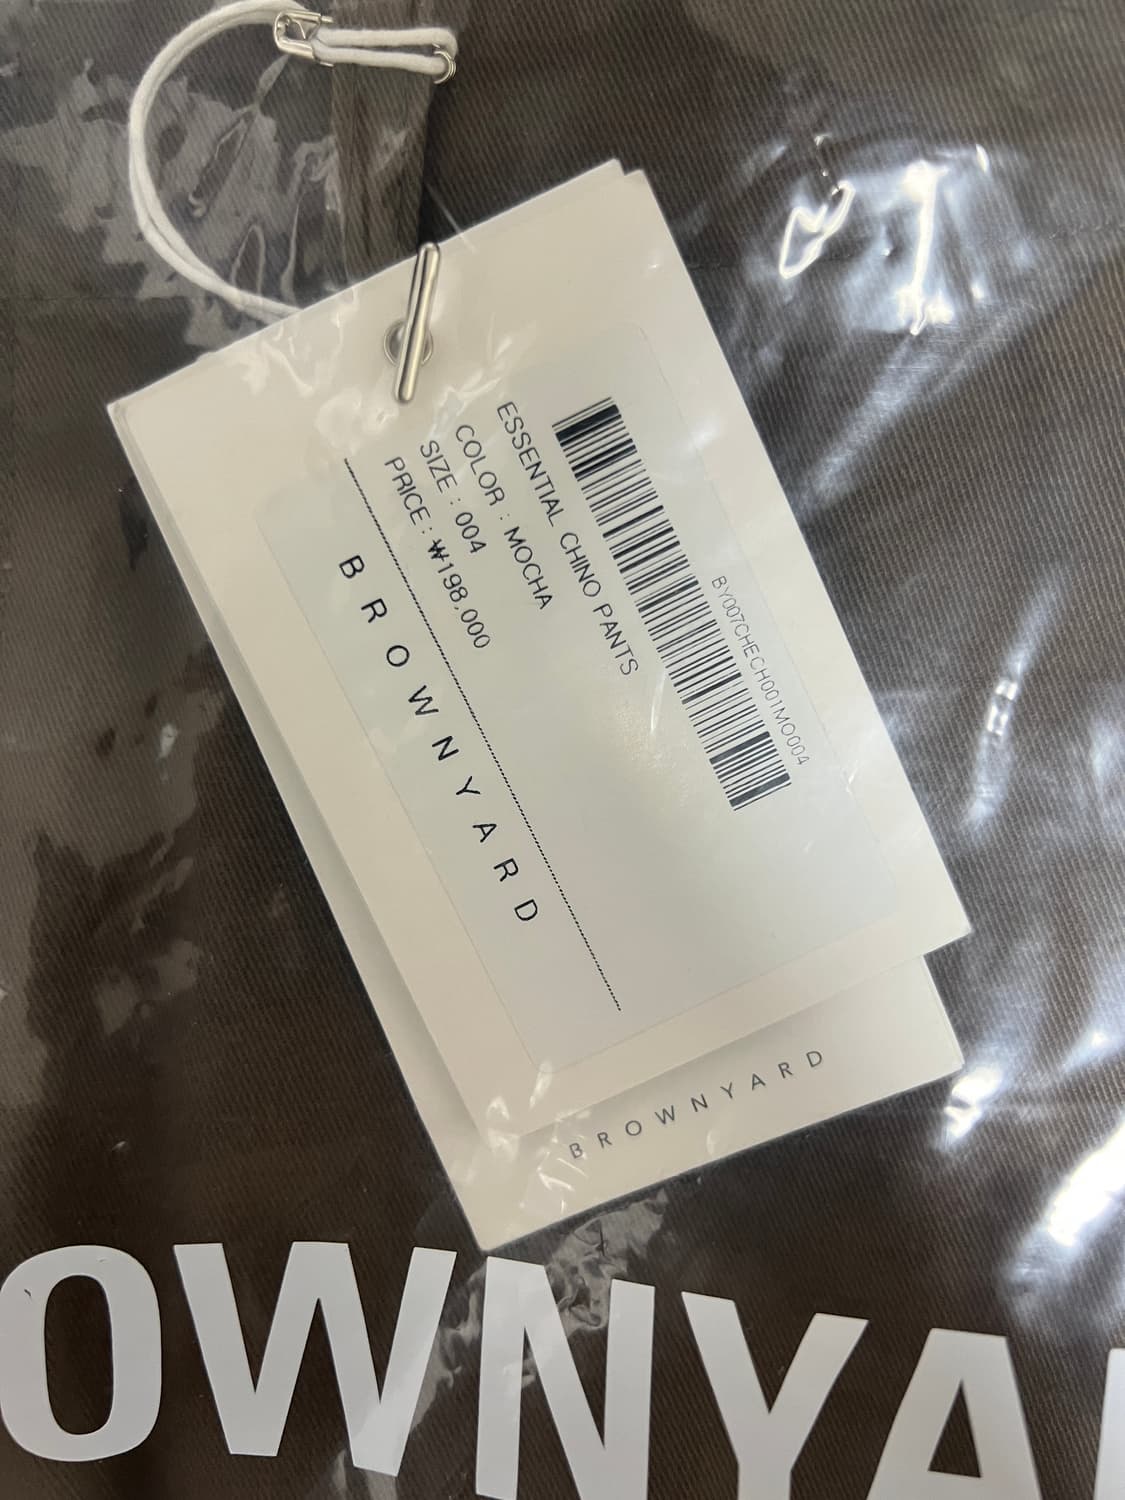 BY007CHECH001MO004
ESSENTIAL CHINO PANTS
COLOR : MOCHA
SIZE : 004
PRICE : ₩198,000
BROWNYARD
BROWNYARD
OWNYA